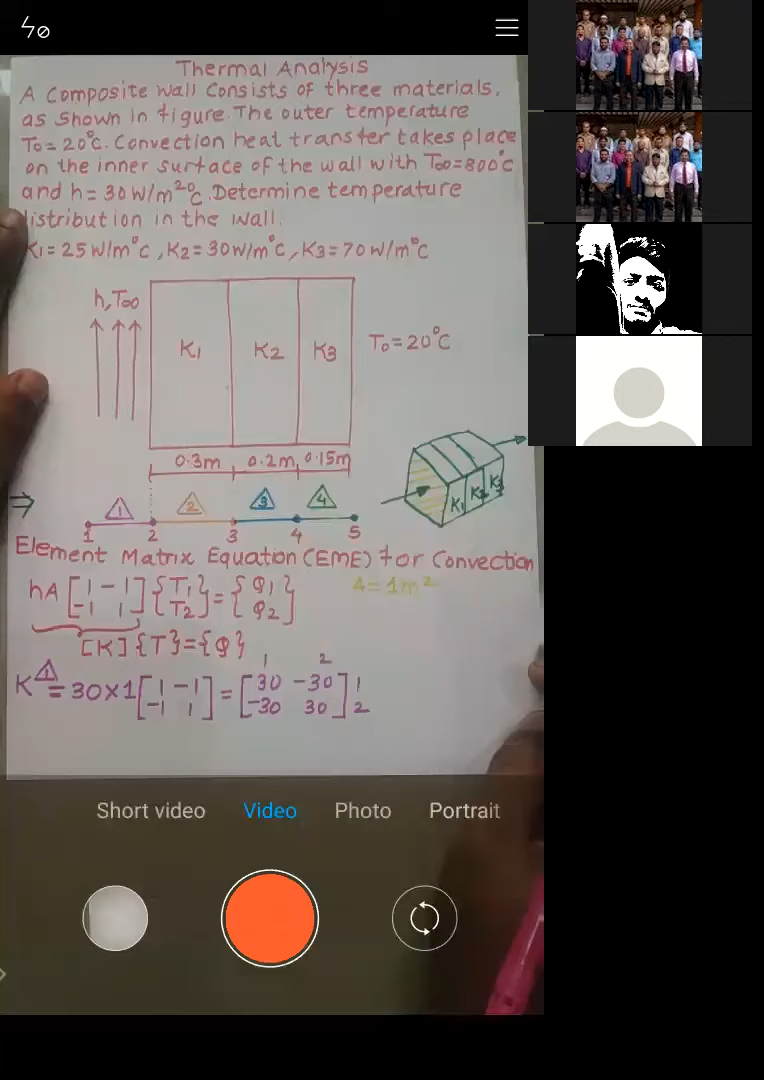 Thermal Analysis
A Composite wall Consists of three materials,
as shown in figure. The outer temperature
T0 = 20°C. Convection heat transfer takes place
on the inner surface of the wall with T∞=800°C
and h= 30 W/m²°C. Determine temperature
distribution in the wall.
K1 = 25 W/m°C, K2 = 30 W/m°C, K3 = 70 W/m°C
h, T∞
K1 K2 K3
T0 = 20°C
0.3m 0.2m 0.15m
K1 K2 K3
⇒ 1 2 3 4
1 2 3 4 5
Element Matrix Equation (EME) for Convection
hA [1 -1 -1 1] {T1 T2} = {Q1 Q2}
A = 1m²
[K] {T} = {Q}
1 2
K 1 = 30 × 1 [1 -1 -1 1] = [30 -30 -30 30] 1 2
Short video Video Photo Portrait